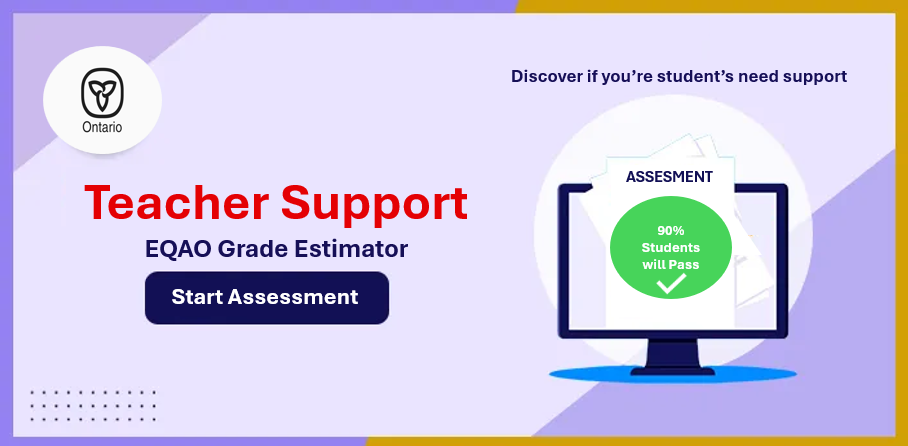 Ontario
Discover if you’re student’s need support
Teacher Support
EQAO Grade Estimator
Start Assessment
ASSESMENT
90%
Students
will Pass